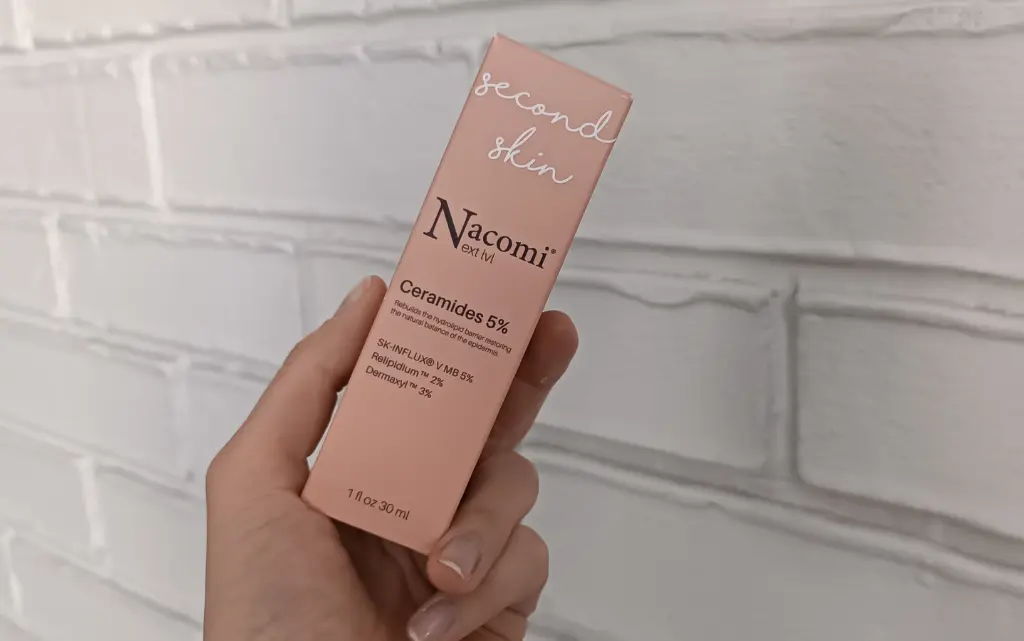 second
skin
Nacomi®
ext lvl
Ceramides 5%
Rebuilds the hydrolipid barrier restoring
the natural balance of the epidermis.
SK-INFLUX® V MB 5%
Relipidium™ 2%
Dermaxyl™ 3%
1 fl oz 30 ml